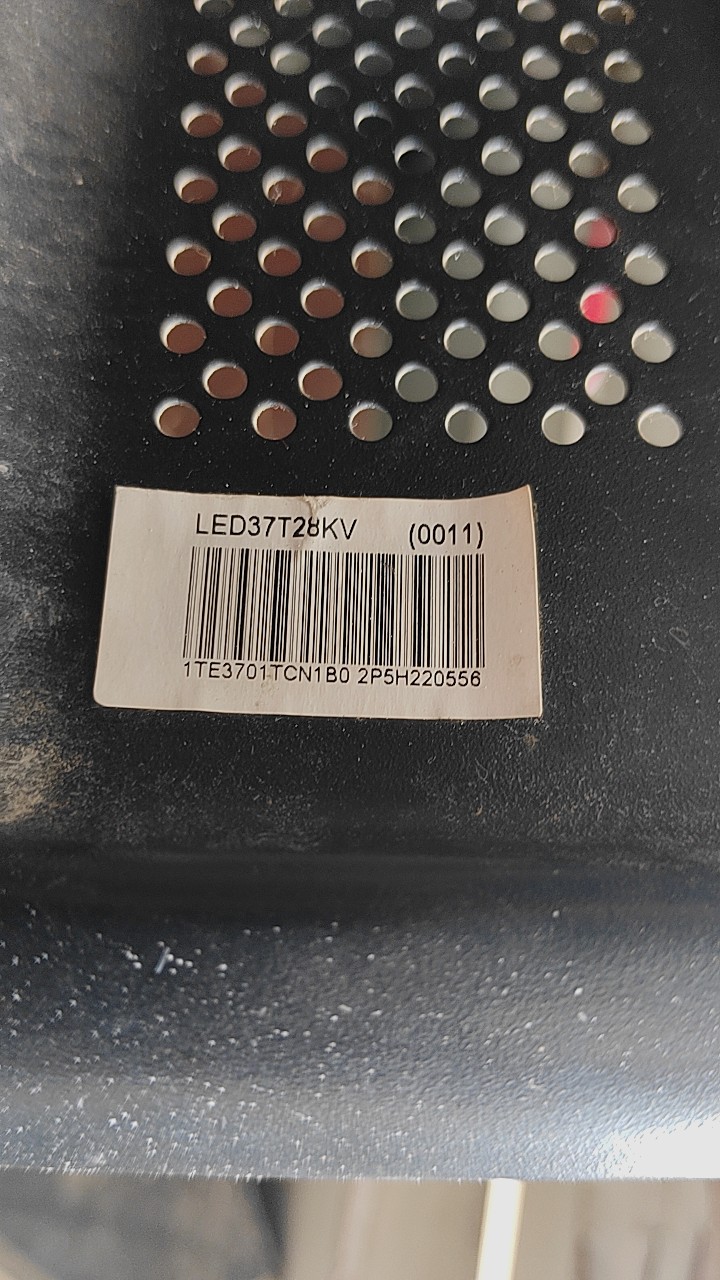 LED37T28KV (0011)
1TE3701TCN1B0 2P5H220556